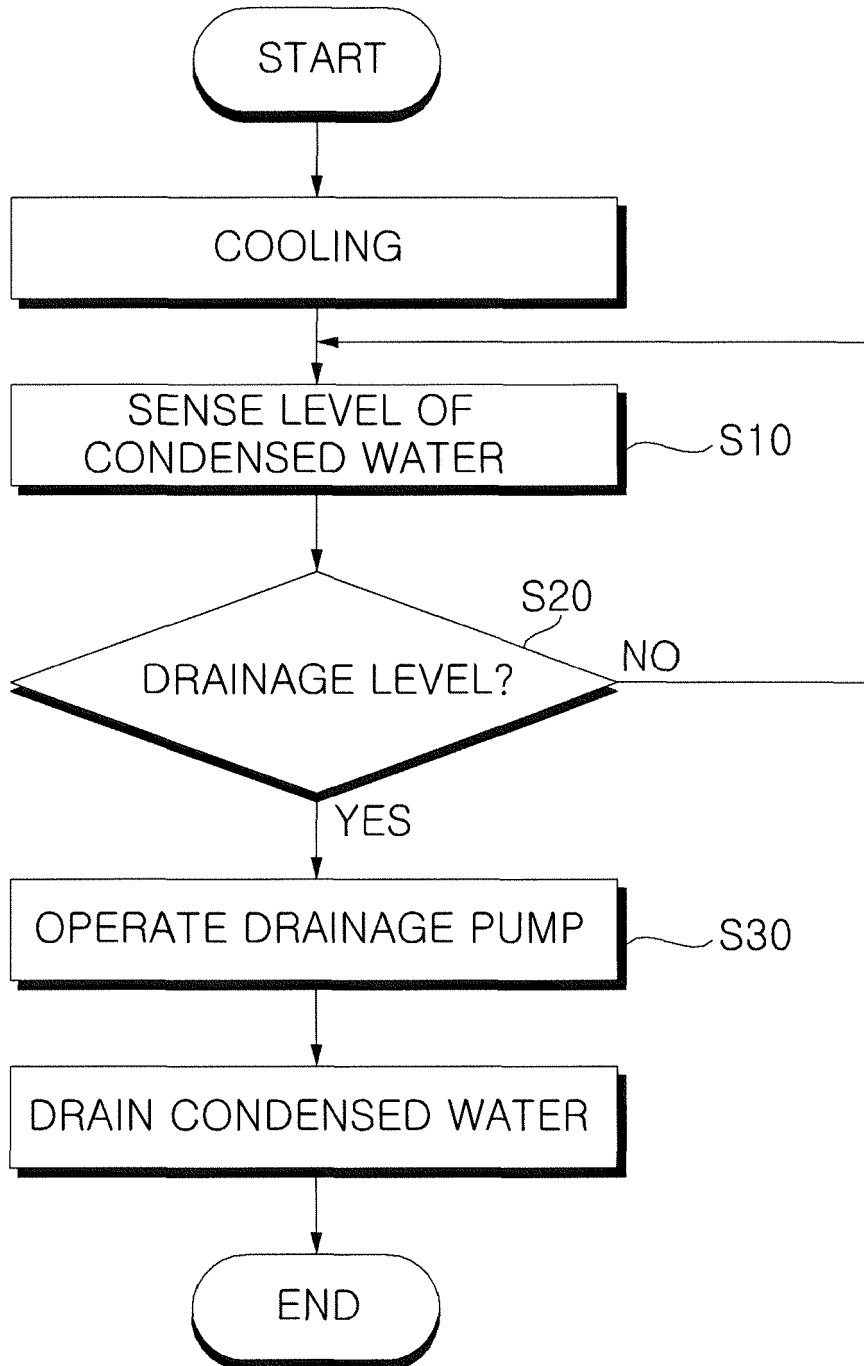 START
COOLING
SENSE LEVEL OF
CONDENSED WATER
S10
S20
DRAINAGE LEVEL?
NO
YES
OPERATE DRAINAGE PUMP
S30
DRAIN CONDENSED WATER
END